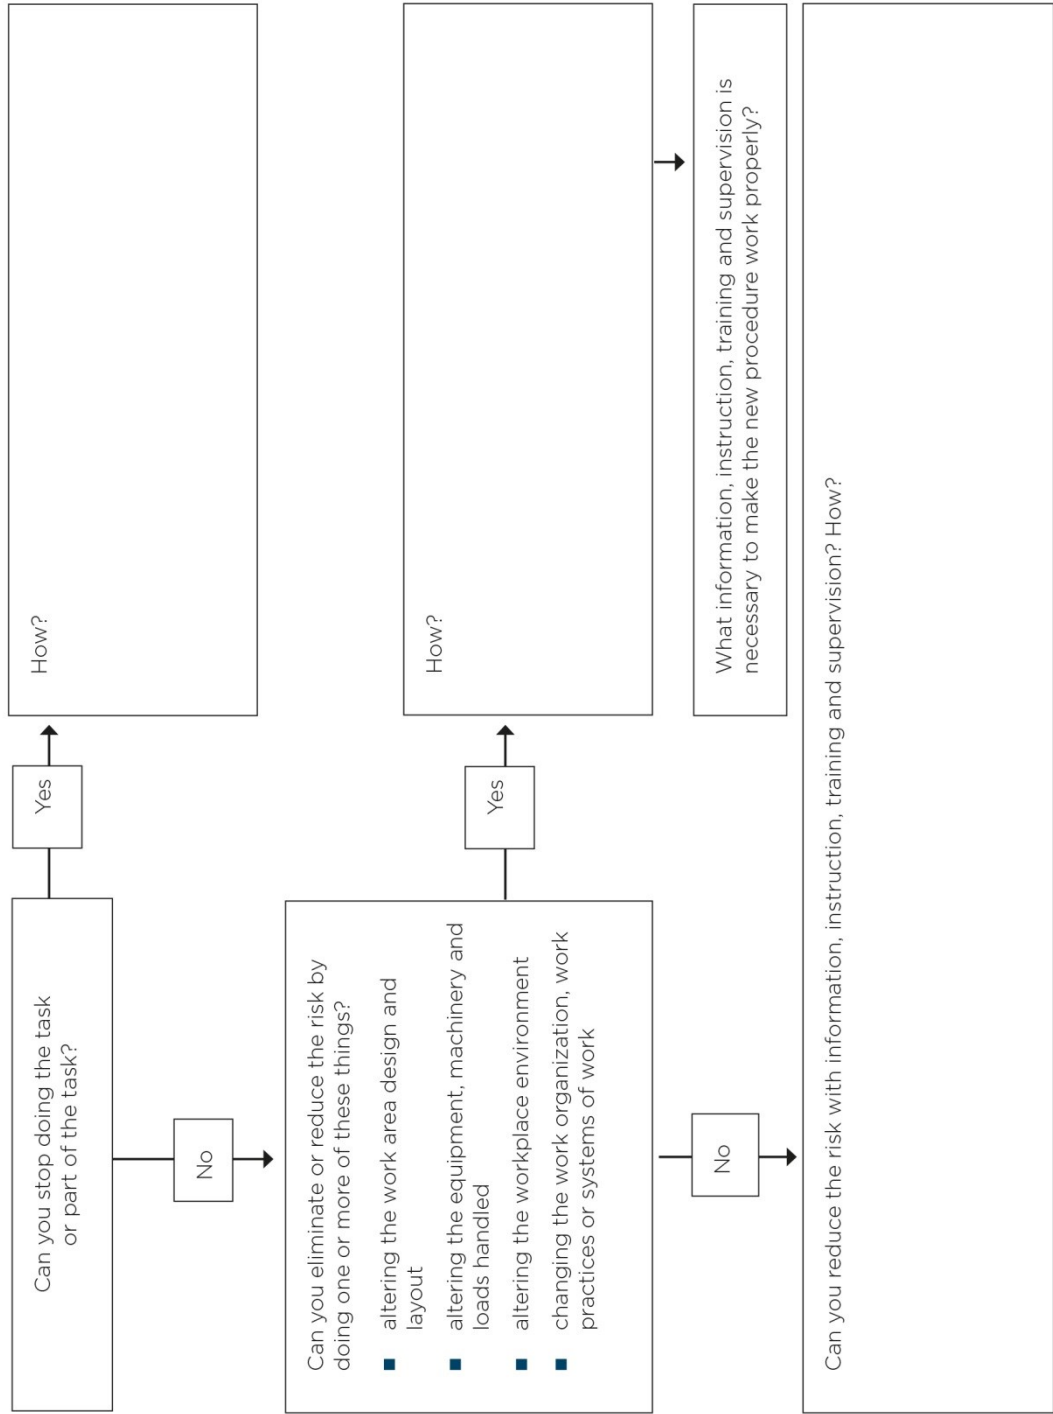 Can you stop doing the task
or part of the task?
Yes
How?
No
Can you eliminate or reduce the risk by
doing one or more of these things?
■ altering the work area design and
layout
■ altering the equipment, machinery and
loads handled
■ altering the workplace environment
■ changing the work organization, work
practices or systems of work
Yes
How?
What information, instruction, training and supervision is
necessary to make the new procedure work properly?
No
Can you reduce the risk with information, instruction, training and supervision? How?